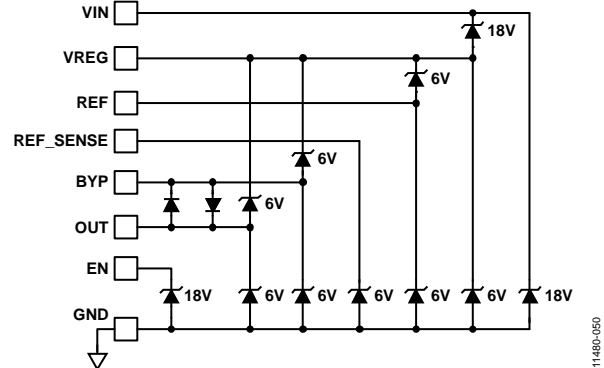 VIN
18V
VREG
6V
REF
REF_SENSE
6V
BYP
6V
OUT
EN
18V 6V 6V 6V 6V 6V 18V
GND
11480-050